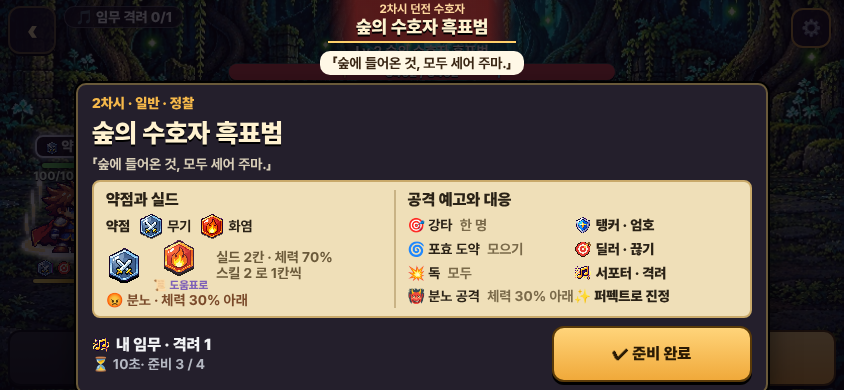 임무 격려 0/1
2차시 던전 수호자
숲의 수호자 흑표범
「숲에 들어온 것, 모두 세어 주마.」
2차시 · 일반 · 정찰
숲의 수호자 흑표범
「숲에 들어온 것, 모두 세어 주마.」
약점과 실드
약점 무기 화염
실드 2칸 · 체력 70%
스킬 2 로 1칸씩
도움표로
분노 · 체력 30% 아래
공격 예고와 대응
강타 한 명 탱커 · 엄호
포효 도약 모으기 딜러 · 끊기
독 모두 서포터 · 격려
분노 공격 체력 30% 아래 퍼펙트로 진정
내 임무 · 격려 1
10초 · 준비 3 / 4
준비 완료
약
100/10